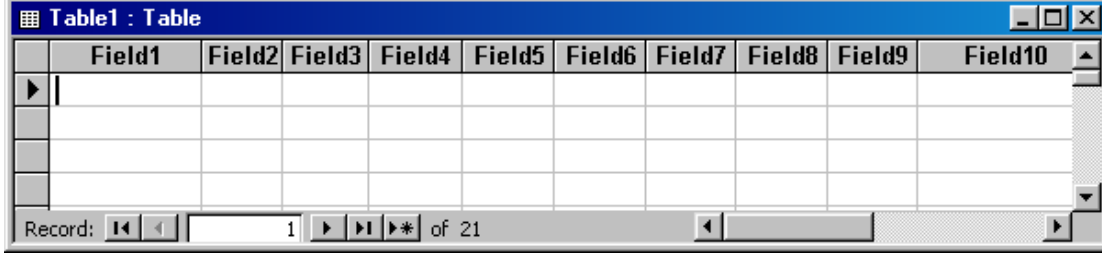 Table1 : Table
Field1 Field2 Field3 Field4 Field5 Field6 Field7 Field8 Field9 Field10
Record: 1 of 21